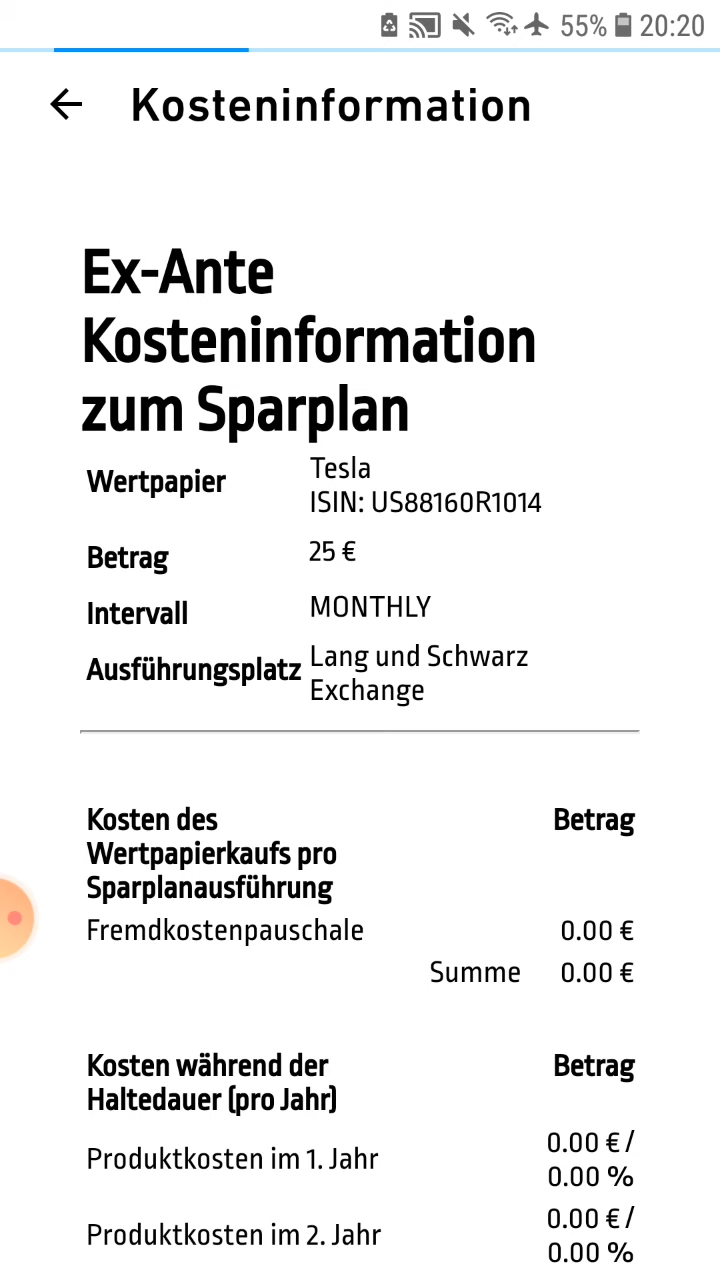 55% 20:20
Kosteninformation
Ex-Ante
Kosteninformation
zum Sparplan
Wertpapier
Tesla
ISIN: US88160R1014
Betrag
25 €
Intervall
MONTHLY
Ausführungsplatz
Lang und Schwarz
Exchange
Kosten des
Wertpapierkaufs pro
Sparplanausführung
Betrag
Fremdkostenpauschale
0.00 €
Summe 0.00 €
Kosten während der
Haltedauer (pro Jahr)
Betrag
Produktkosten im 1. Jahr
0.00 € /
0.00 %
Produktkosten im 2. Jahr
0.00 € /
0.00 %